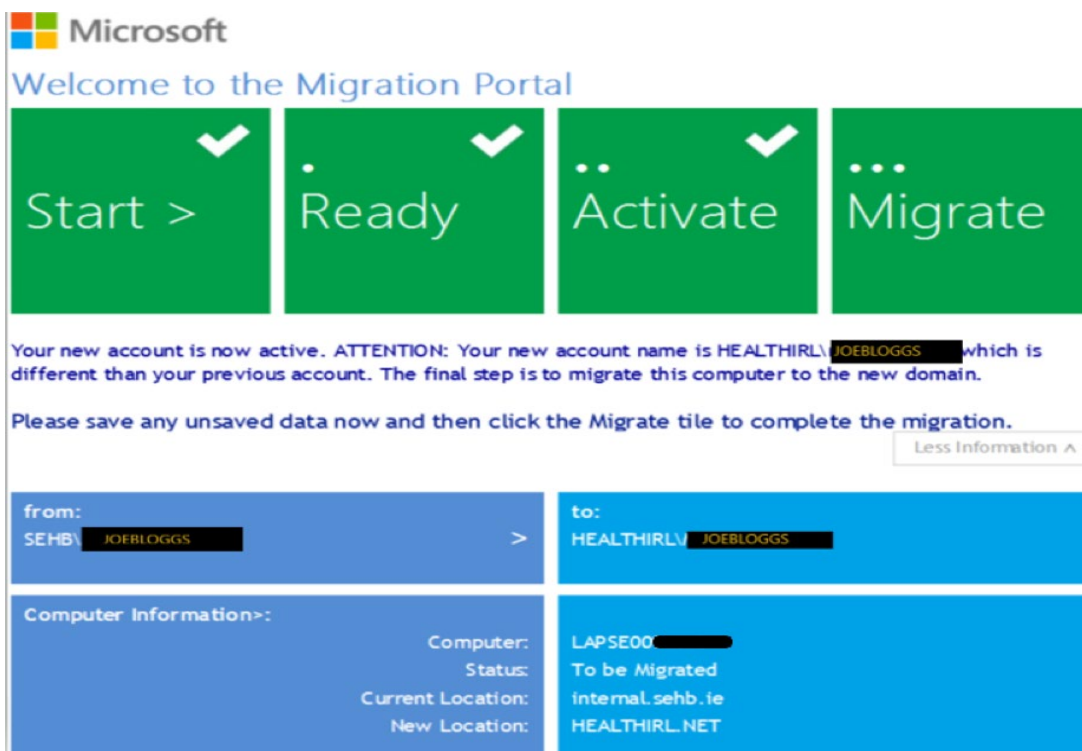 Microsoft
Welcome to the Migration Portal
Start >
Ready
Activate
Migrate
Your new account is now active. ATTENTION: Your new account name is HEALTHIRL\ JOEBLOGGS which is
different than your previous account. The final step is to migrate this computer to the new domain.
Please save any unsaved data now and then click the Migrate tile to complete the migration.
Less Information ∧
from:
SEHB\ JOEBLOGGS >
to:
HEALTHIRL\/ JOEBLOGGS
Computer Information>:
Computer: LAPSE00
Status: To be Migrated
Current Location: internal.sehb.ie
New Location: HEALTHIRL.NET